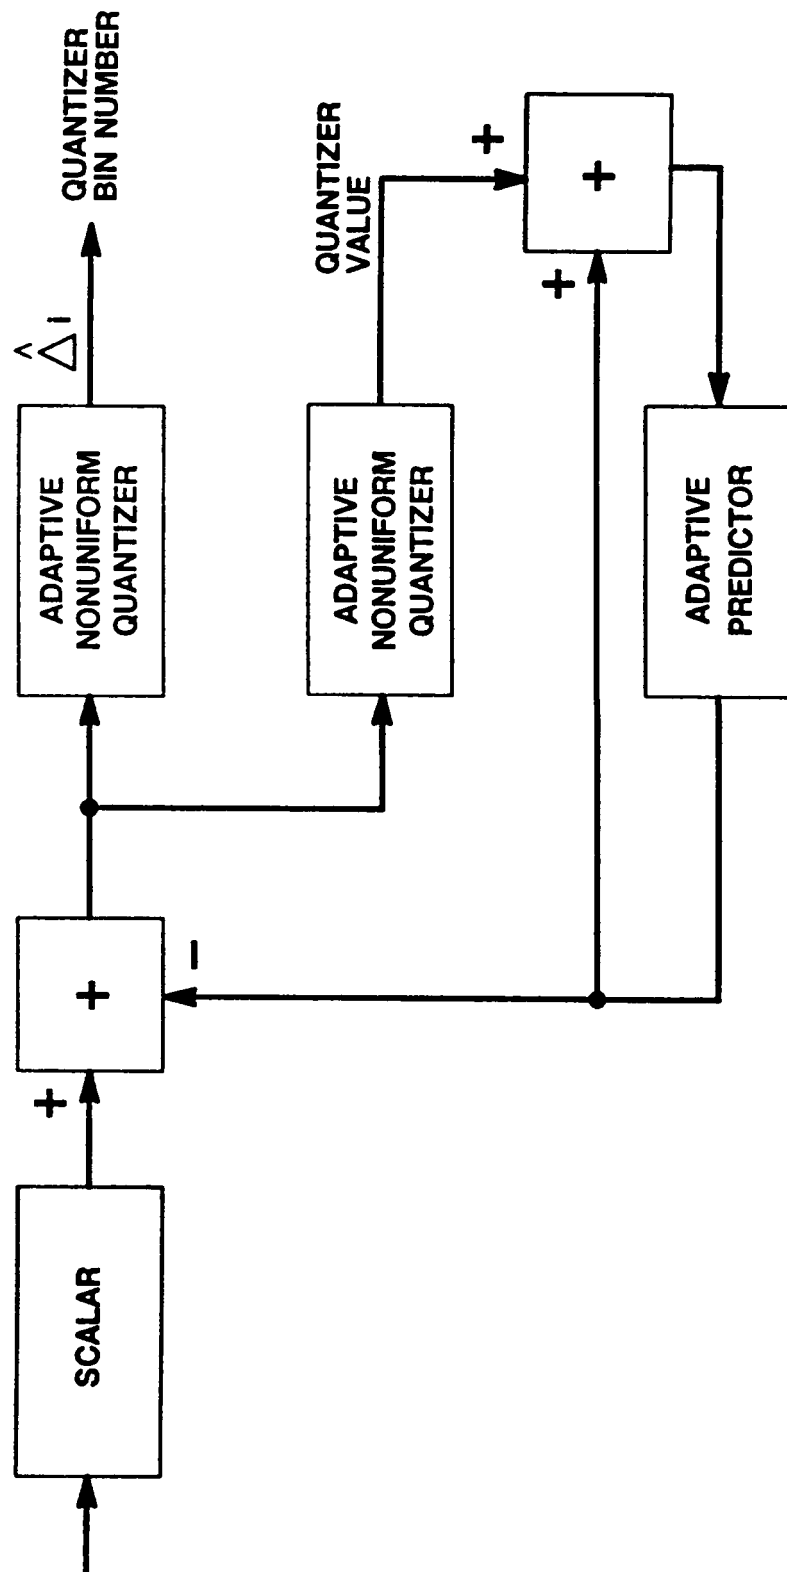 SCALAR
+
+
−
ADAPTIVE
NONUNIFORM
QUANTIZER
Δ̂ i
QUANTIZER
BIN NUMBER
ADAPTIVE
NONUNIFORM
QUANTIZER
QUANTIZER
VALUE
+
+
+
ADAPTIVE
PREDICTOR